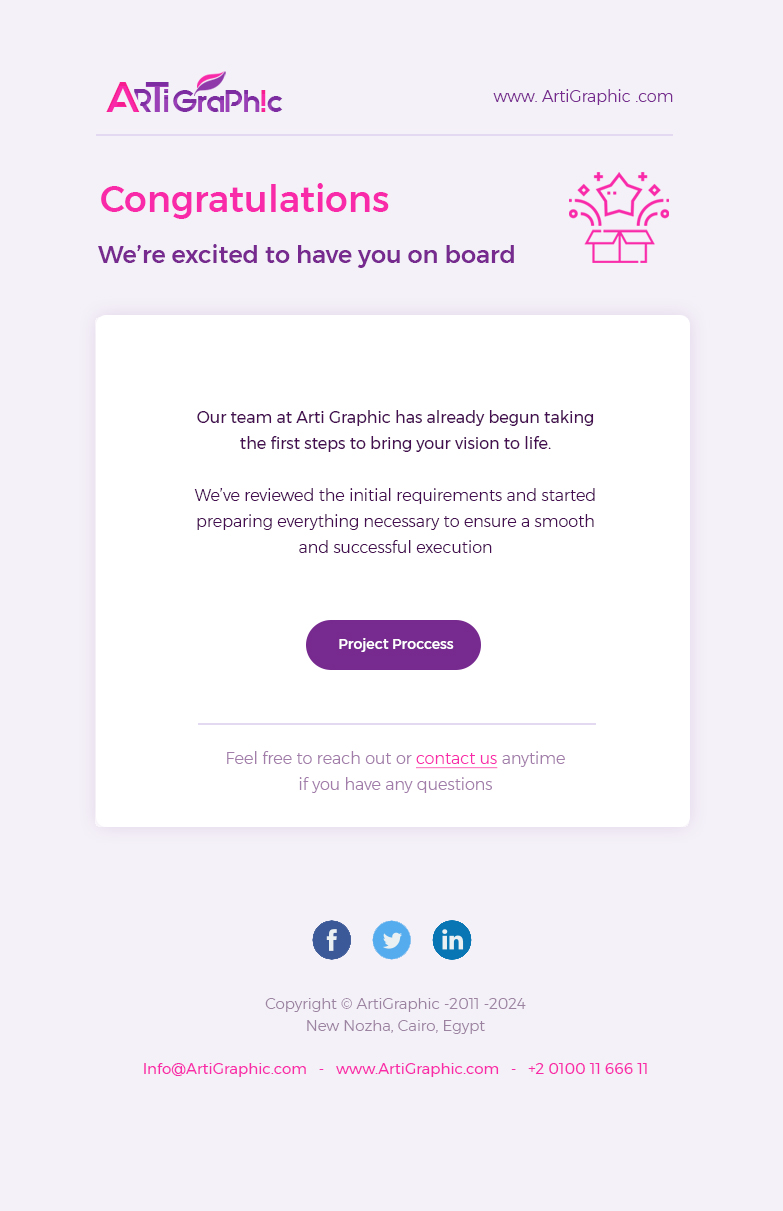 ArTi GraPh!c
www. ArtiGraphic .com
Congratulations
We’re excited to have you on board
Our team at Arti Graphic has already begun taking
the first steps to bring your vision to life.
We’ve reviewed the initial requirements and started
preparing everything necessary to ensure a smooth
and successful execution
Project Proccess
Feel free to reach out or contact us anytime
if you have any questions
f
in
Copyright © ArtiGraphic -2011 -2024
New Nozha, Cairo, Egypt
Info@ArtiGraphic.com - www.ArtiGraphic.com - +2 0100 11 666 11